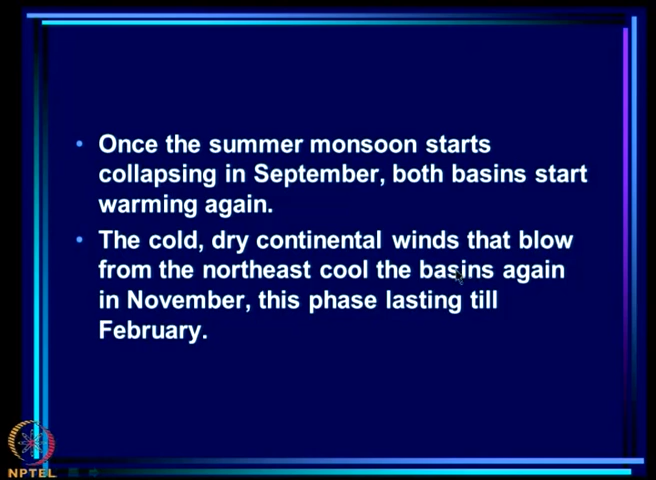 • Once the summer monsoon starts
collapsing in September, both basins start
warming again.
• The cold, dry continental winds that blow
from the northeast cool the basins again
in November, this phase lasting till
February.
NPTEL